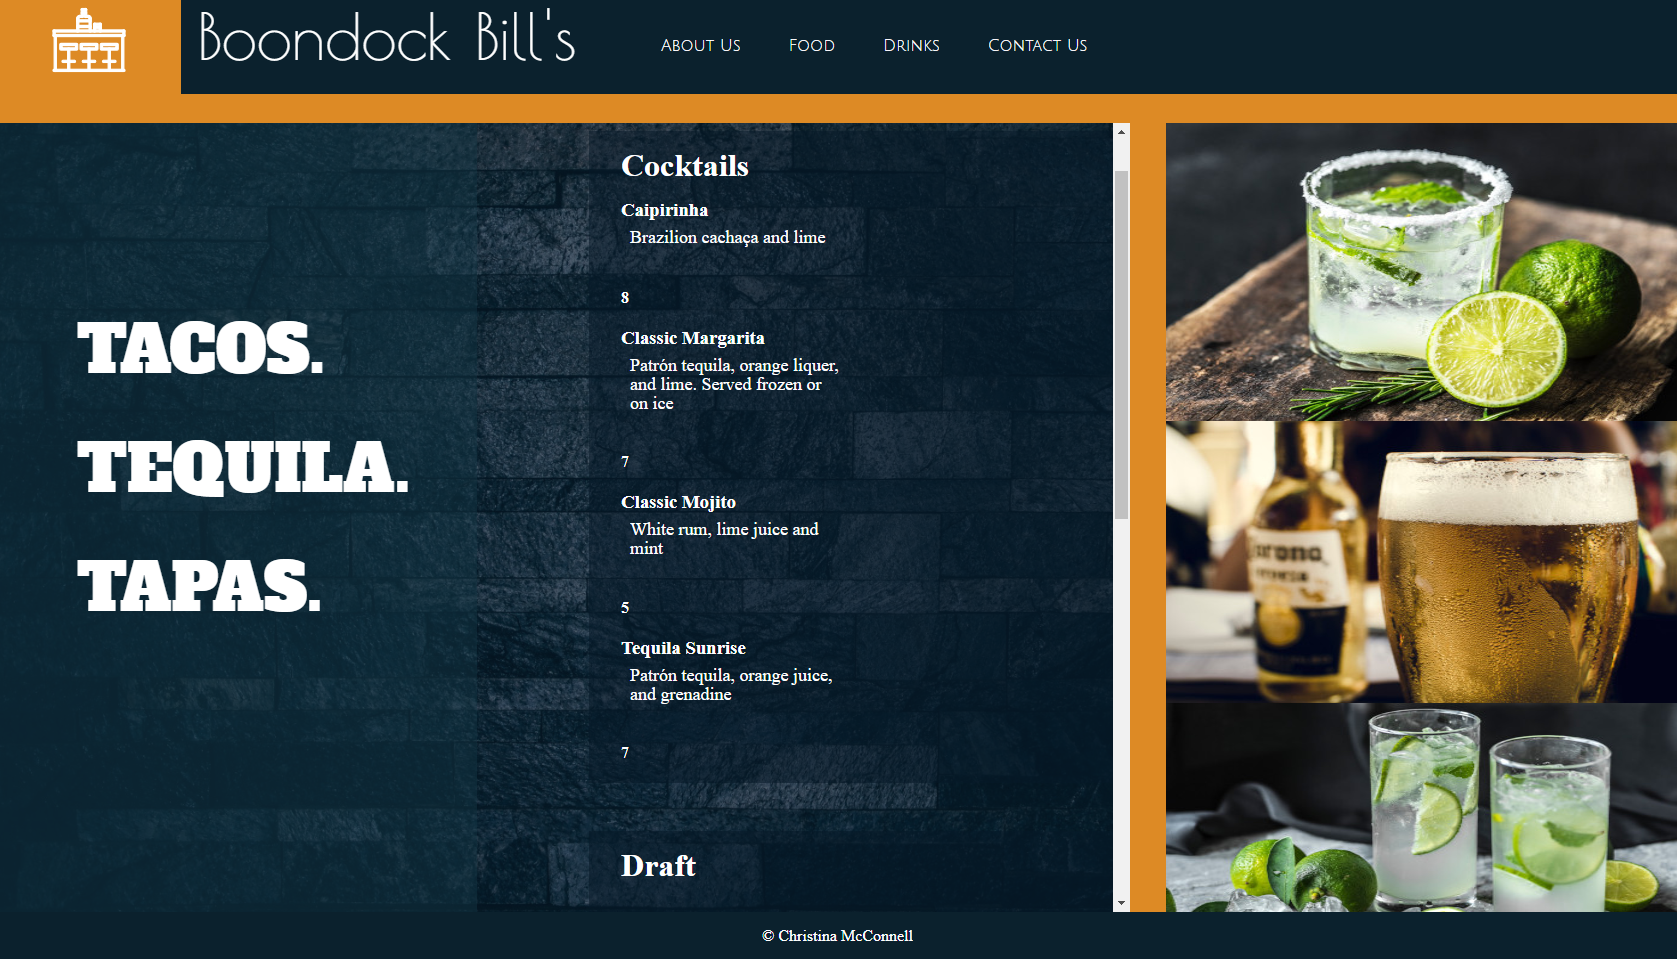 Boondock Bill's
About Us
Food
Drinks
Contact Us
TACOS.
TEQUILA.
TAPAS.
Cocktails
Caipirinha
Brazilion cachaça and lime
8
Classic Margarita
Patrón tequila, orange liquer,
and lime. Served frozen or
on ice
7
Classic Mojito
White rum, lime juice and
mint
5
Tequila Sunrise
Patrón tequila, orange juice,
and grenadine
7
Draft
© Christina McConnell